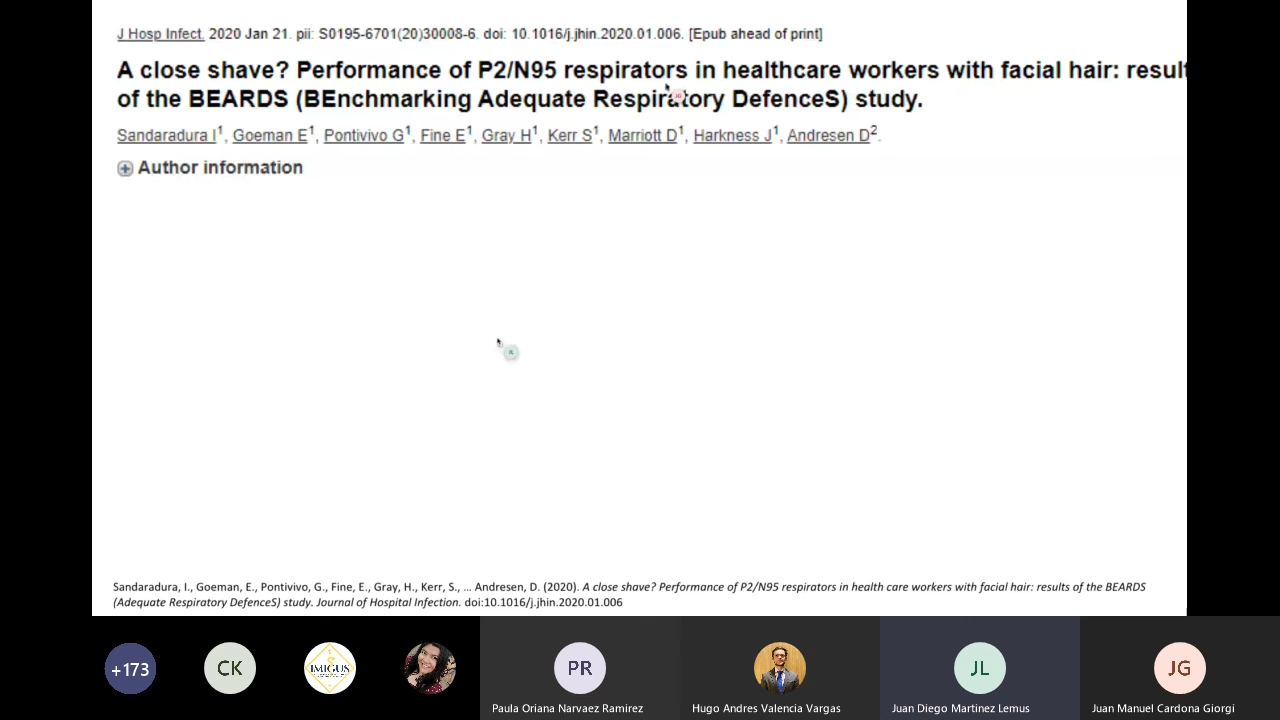 J Hosp Infect. 2020 Jan 21. pii: S0195-6701(20)30008-6. doi: 10.1016/j.jhin.2020.01.006. [Epub ahead of print]
A close shave? Performance of P2/N95 respirators in healthcare workers with facial hair: result
of the BEARDS (BEnchmarking Adequate Respiratory DefenceS) study.
Sandaradura I1, Goeman E1, Pontivivo G1, Fine E1, Gray H1, Kerr S1, Marriott D1, Harkness J1, Andresen D2.
Author information
JG
JL
Sandaradura, I., Goeman, E., Pontivivo, G., Fine, E., Gray, H., Kerr, S., ... Andresen, D. (2020). A close shave? Performance of P2/N95 respirators in health care workers with facial hair: results of the BEARDS
(Adequate Respiratory DefenceS) study. Journal of Hospital Infection. doi:10.1016/j.jhin.2020.01.006
+173
CK
IMIGUS
PR
JL
JG
Paula Oriana Narvaez Ramirez
Hugo Andres Valencia Vargas
Juan Diego Martinez Lemus
Juan Manuel Cardona Giorgi